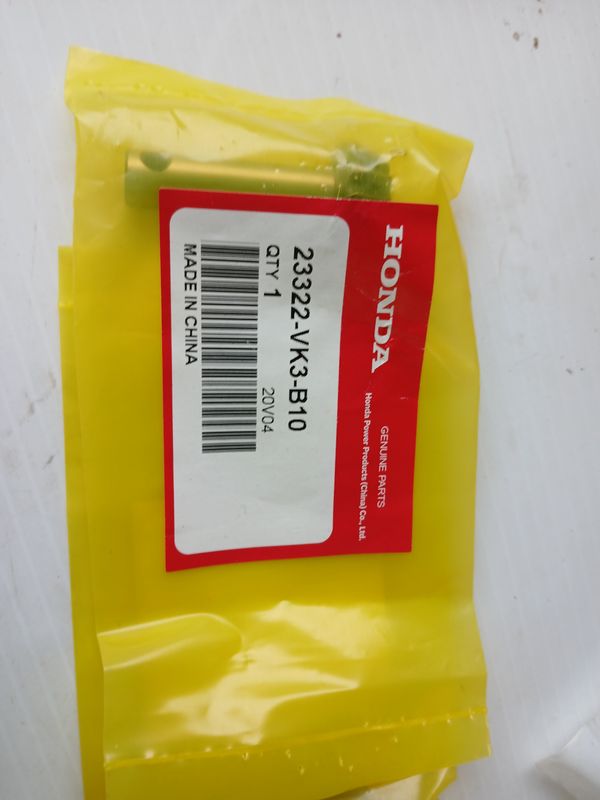 HONDA
GENUINE PARTS
Honda Power Products (China) Co., Ltd.
23322-VK3-B10
QTY 1
20V04
MADE IN CHINA